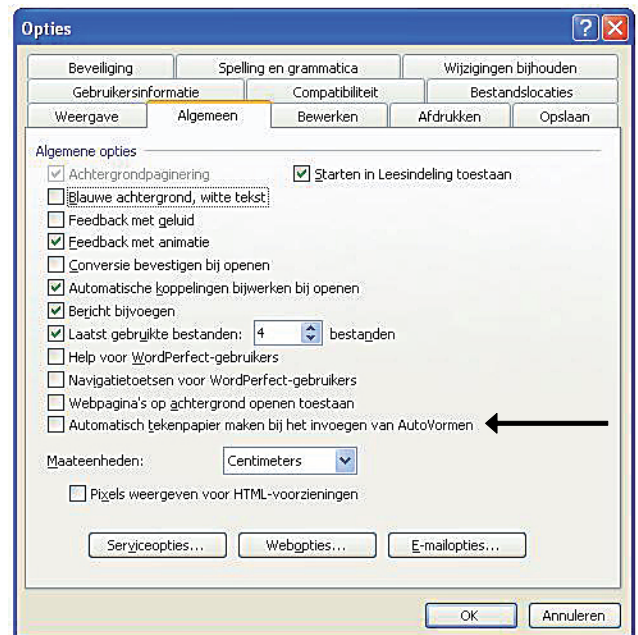 Opties
Beveiliging Spelling en grammatica Wijzigingen bijhouden
Gebruikersinformatie Compatibiliteit Bestandslocaties
Weergave Algemeen Bewerken Afdrukken Opslaan
Algemene opties
Achtergrondpaginering Starten in Leesindeling toestaan
Blauwe achtergrond, witte tekst
Feedback met geluid
Feedback met animatie
Conversie bevestigen bij openen
Automatische koppelingen bijwerken bij openen
Bericht bijvoegen
Laatst gebruikte bestanden: 4 bestanden
Help voor WordPerfect-gebruikers
Navigatietoetsen voor WordPerfect-gebruikers
Webpagina's op achtergrond openen toestaan
Automatisch tekenpapier maken bij het invoegen van AutoVormen
Maateenheden: Centimeters
Pixels weergeven voor HTML-voorzieningen
Serviceopties... Webopties... E-mailopties...
OK Annuleren